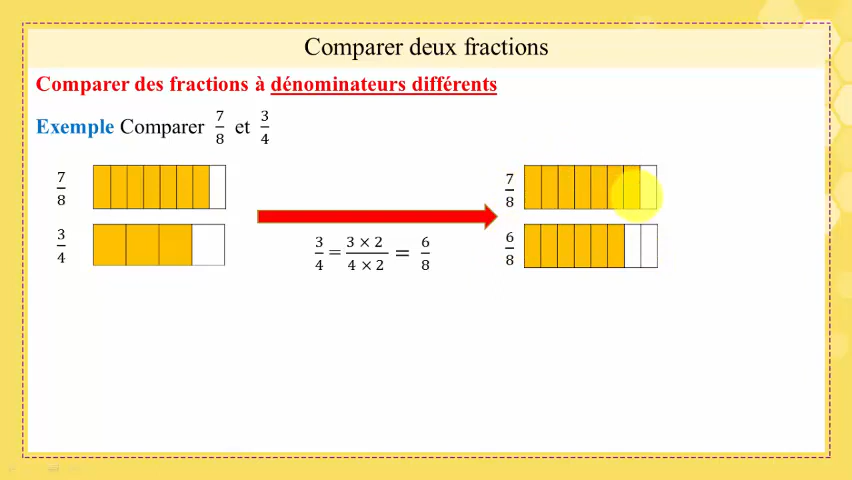 Comparer deux fractions
Comparer des fractions à dénominateurs différents
Exemple Comparer 7/8 et 3/4
7/8
7/8
3/4
3/4 = (3 × 2)/(4 × 2) = 6/8
6/8